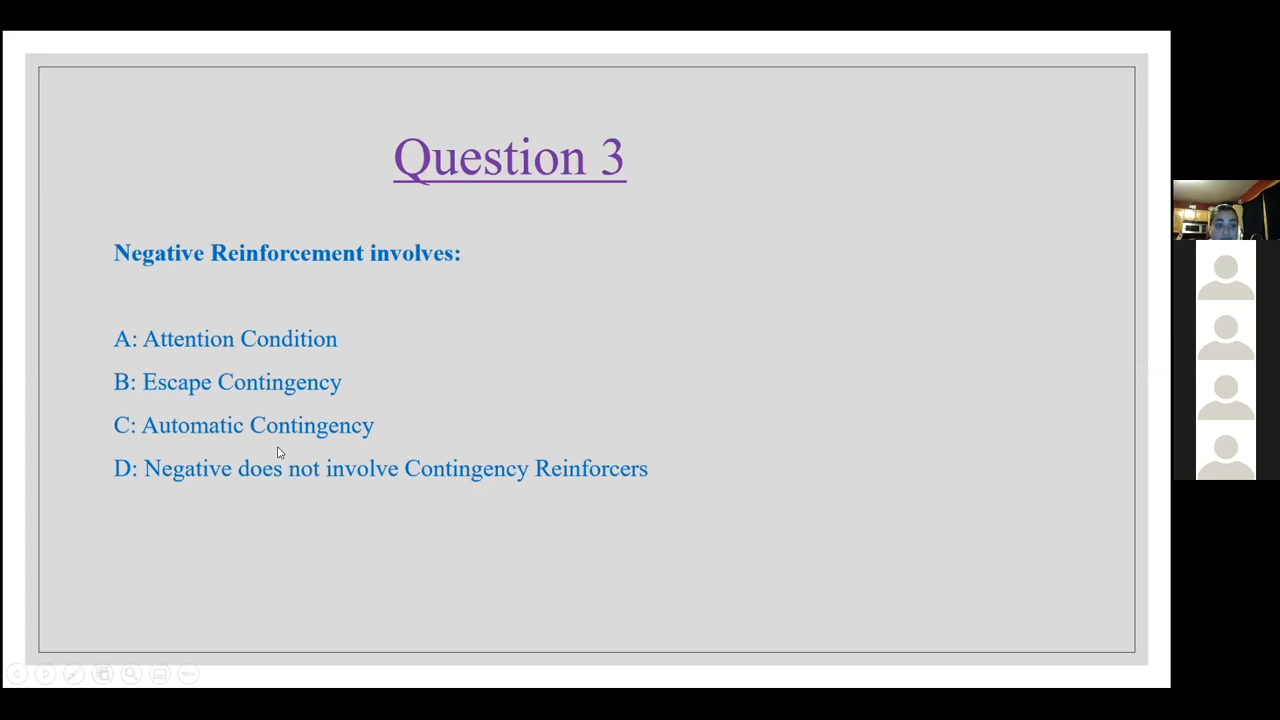 Question 3
Negative Reinforcement involves:
A: Attention Condition
B: Escape Contingency
C: Automatic Contingency
D: Negative does not involve Contingency Reinforcers